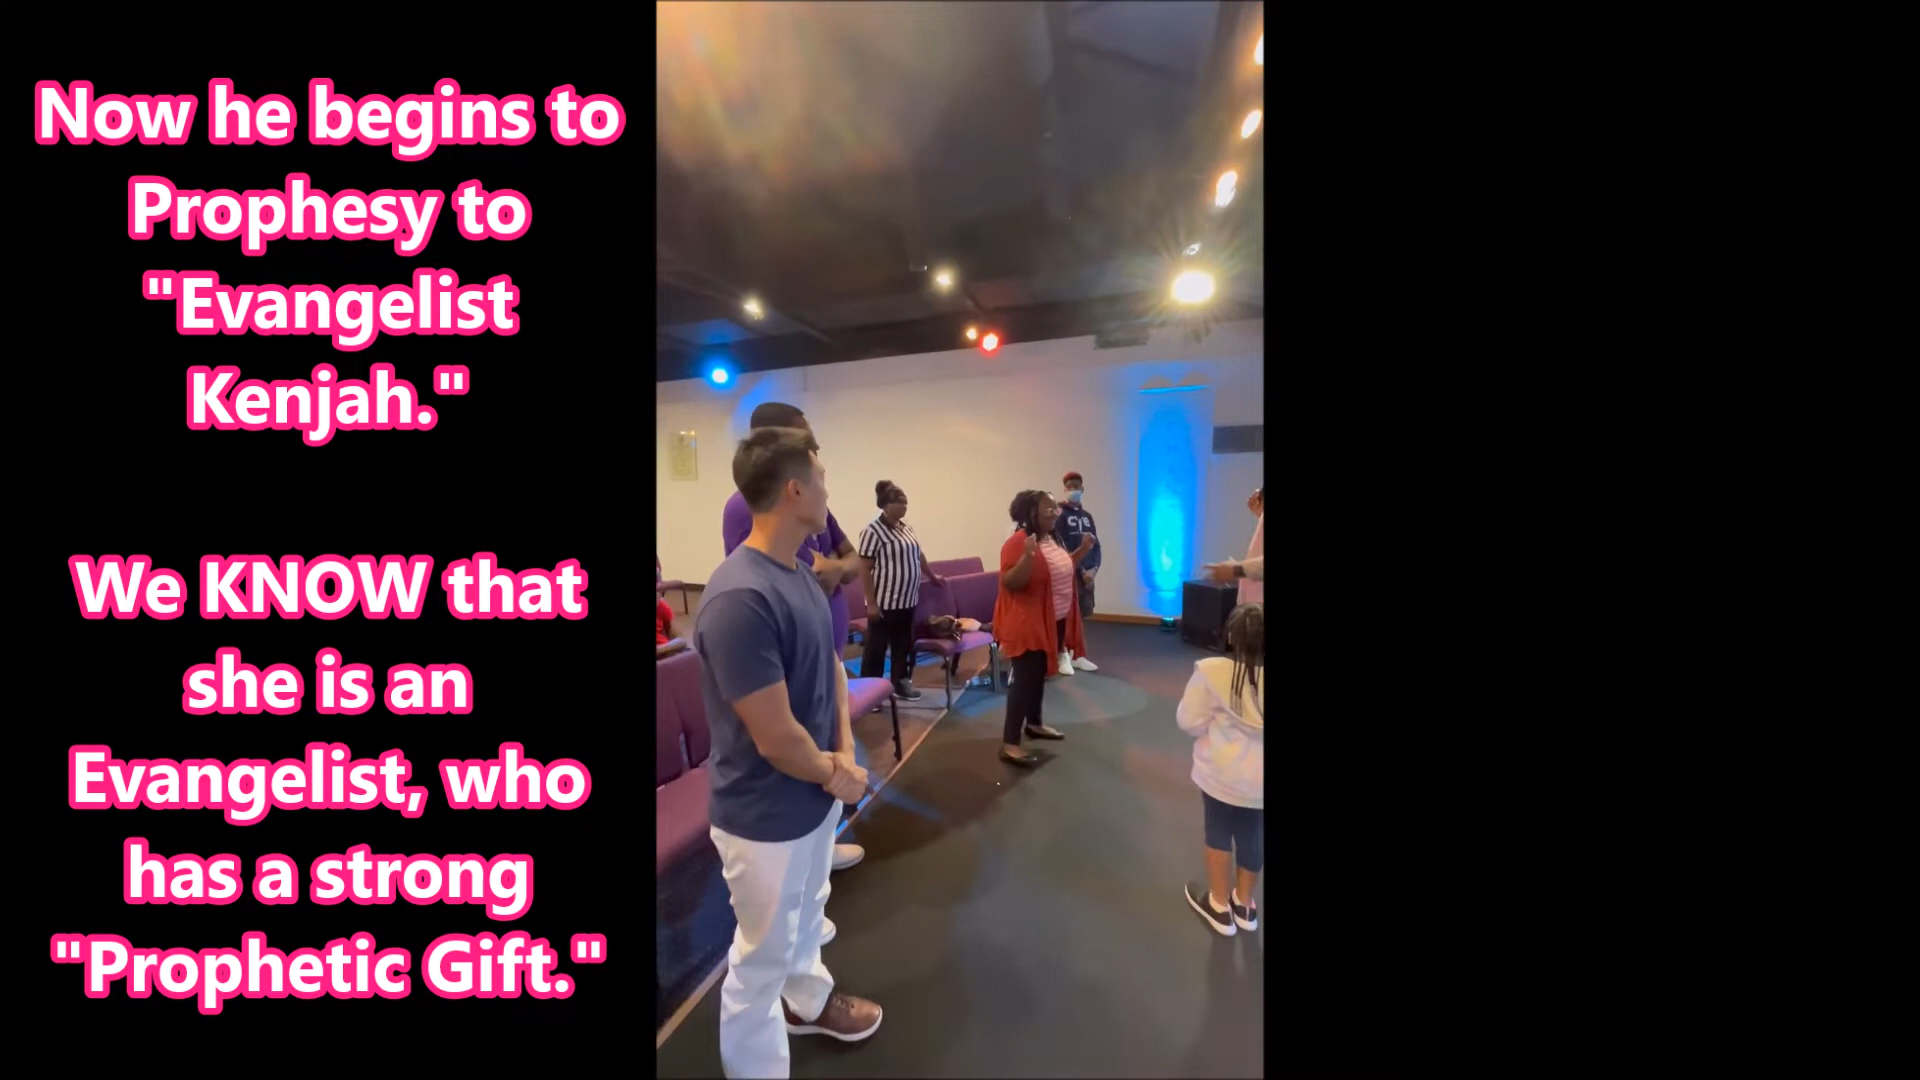 Now he begins to
Prophesy to
"Evangelist
Kenjah."
We KNOW that
she is an
Evangelist, who
has a strong
"Prophetic Gift."